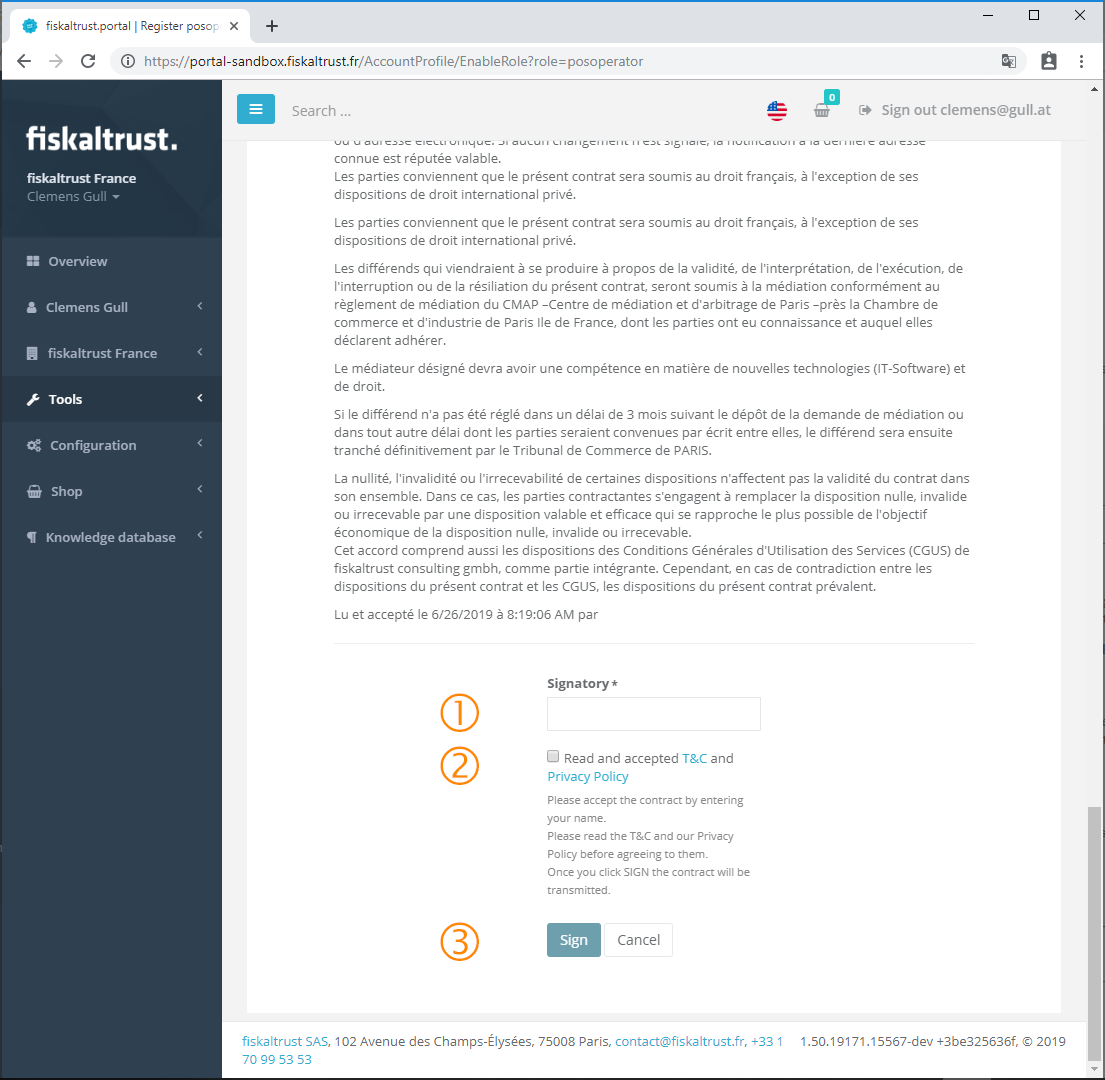 fiskaltrust.portal | Register posop
https://portal-sandbox.fiskaltrust.fr/AccountProfile/EnableRole?role=posoperator
fiskaltrust.
fiskaltrust France
Clemens Gull
Overview
Clemens Gull
fiskaltrust France
Tools
Configuration
Shop
Knowledge database
Search ...
0
Sign out clemens@gull.at
ou d'adresse électronique. Si aucun changement n'est signalé, la notification à la dernière adresse
connue est réputée valable.
Les parties conviennent que le présent contrat sera soumis au droit français, à l'exception de ses
dispositions de droit international privé.
Les parties conviennent que le présent contrat sera soumis au droit français, à l'exception de ses
dispositions de droit international privé.
Les différends qui viendraient à se produire à propos de la validité, de l'interprétation, de l'exécution, de
l'interruption ou de la résiliation du présent contrat, seront soumis à la médiation conformément au
règlement de médiation du CMAP –Centre de médiation et d'arbitrage de Paris –près la Chambre de
commerce et d'industrie de Paris Ile de France, dont les parties ont eu connaissance et auquel elles
déclarent adhérer.
Le médiateur désigné devra avoir une compétence en matière de nouvelles technologies (IT-Software) et
de droit.
Si le différend n'a pas été réglé dans un délai de 3 mois suivant le dépôt de la demande de médiation ou
dans tout autre délai dont les parties seraient convenues par écrit entre elles, le différend sera ensuite
tranché définitivement par le Tribunal de Commerce de PARIS.
La nullité, l'invalidité ou l'irrecevabilité de certaines dispositions n'affectent pas la validité du contrat dans
son ensemble. Dans ce cas, les parties contractantes s'engagent à remplacer la disposition nulle, invalide
ou irrecevable par une disposition valable et efficace qui se rapproche le plus possible de l'objectif
économique de la disposition nulle, invalide ou irrecevable.
Cet accord comprend aussi les dispositions des Conditions Générales d'Utilisation des Services (CGUS) de
fiskaltrust consulting gmbh, comme partie intégrante. Cependant, en cas de contradiction entre les
dispositions du présent contrat et les CGUS, les dispositions du présent contrat prévalent.
Lu et accepté le 6/26/2019 à 8:19:06 AM par
Signatory *
①
② Read and accepted T&C and
Privacy Policy
Please accept the contract by entering
your name.
Please read the T&C and our Privacy
Policy before agreeing to them.
Once you click SIGN the contract will be
transmitted.
③ Sign Cancel
fiskaltrust SAS, 102 Avenue des Champs-Élysées, 75008 Paris, contact@fiskaltrust.fr, +33 1
70 99 53 53
1.50.19171.15567-dev +3be325636f, © 2019